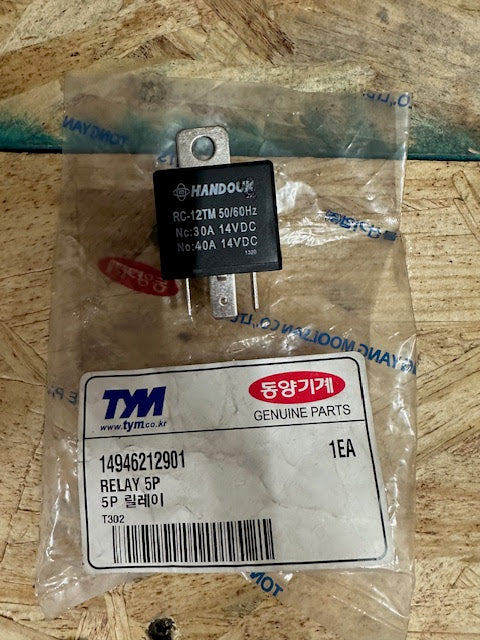 HANDOUK
RC-12TM 50/60Hz
Nc:30A 14VDC
No:40A 14VDC
1320
TYM
www.tym.co.kr
동양기계
GENUINE PARTS
14946212901
1EA
RELAY 5P
5P 릴레이
T302